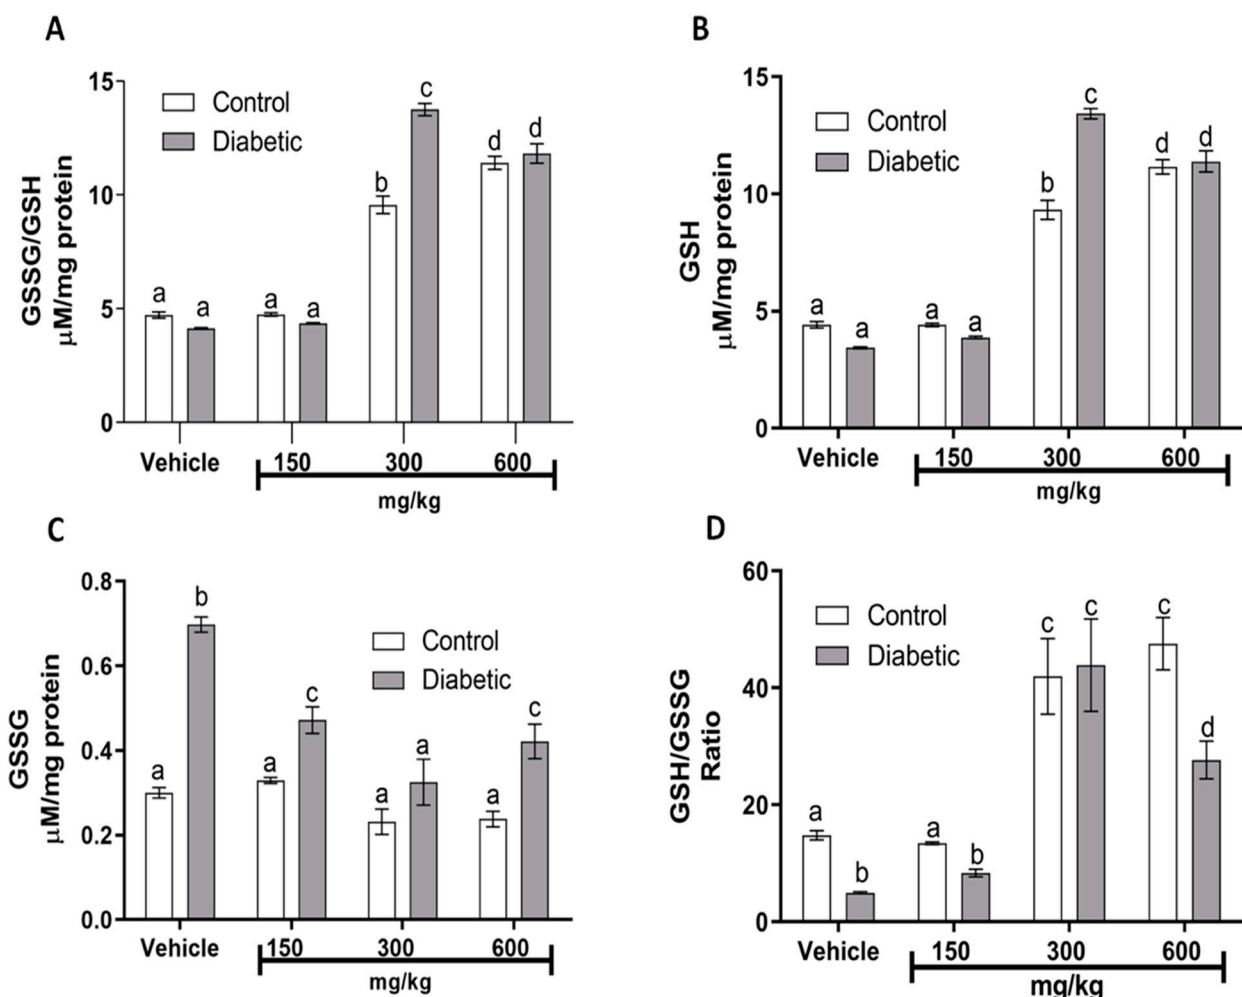 A
15
10
5
0
GSSG/GSH
μM/mg protein
Control
Diabetic
a
a
a
a
b
c
d
d
Vehicle
150
300
600
mg/kg
B
15
10
5
0
GSH
μM/mg protein
Control
Diabetic
a
a
a
a
b
c
d
d
Vehicle
150
300
600
mg/kg
C
0.8
0.6
0.4
0.2
0.0
GSSG
μM/mg protein
Control
Diabetic
a
b
a
c
a
a
a
c
Vehicle
150
300
600
mg/kg
D
60
40
20
0
GSH/GSSG
Ratio
Control
Diabetic
a
b
a
b
c
c
c
d
Vehicle
150
300
600
mg/kg